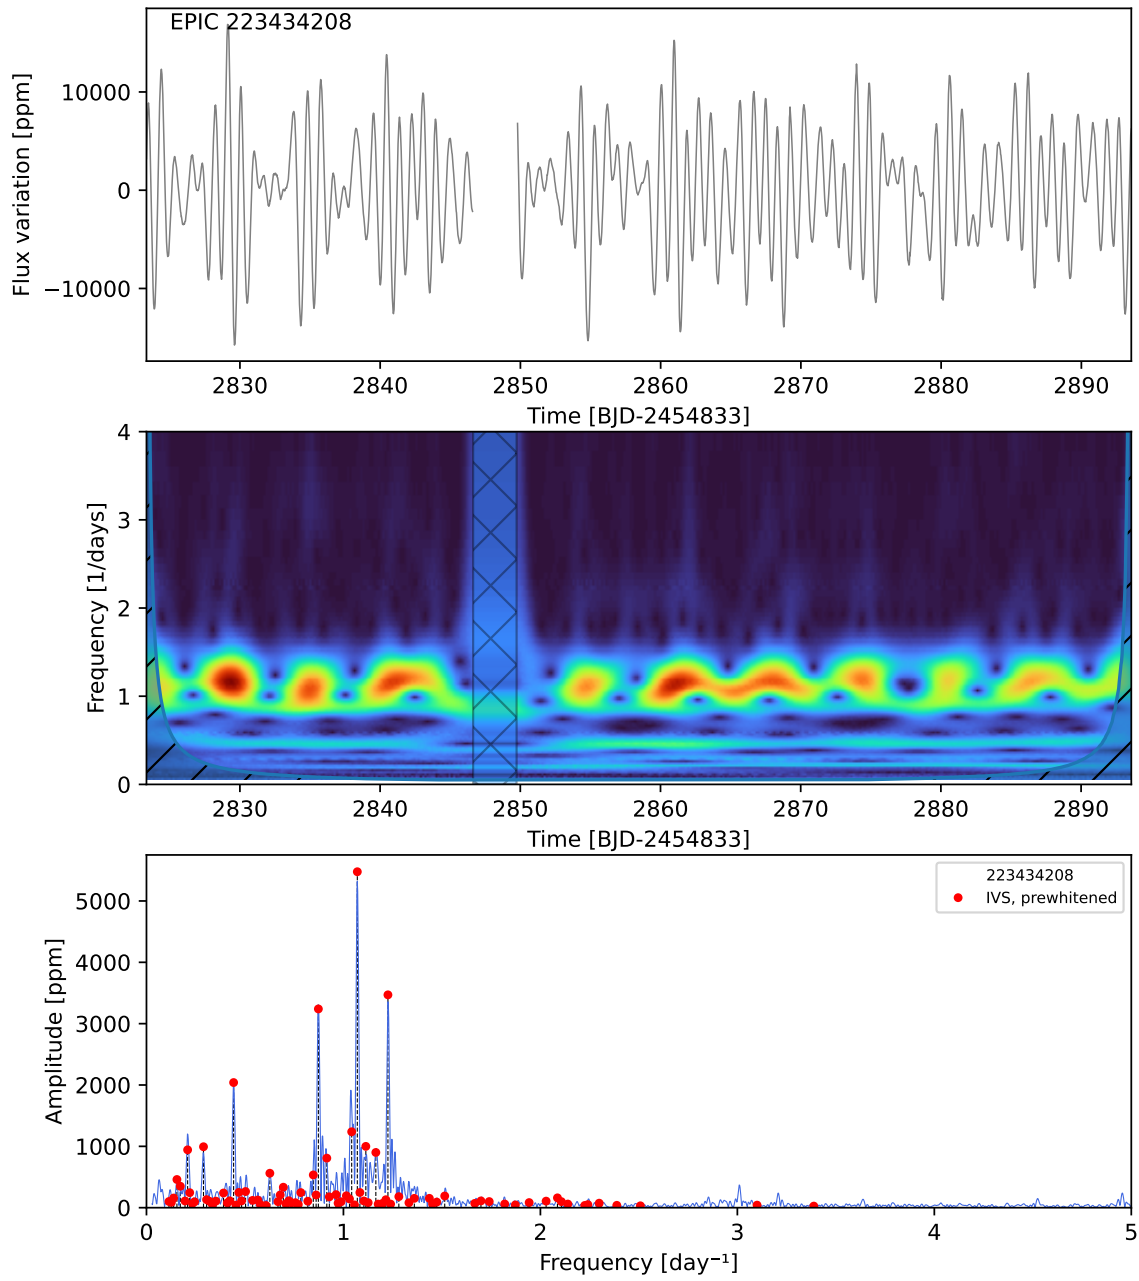 EPIC 223434208
Flux variation [ppm]
10000
0
−10000
2830 2840 2850 2860 2870 2880 2890
Time [BJD-2454833]
Frequency [1/days]
4
3
2
1
0
2830 2840 2850 2860 2870 2880 2890
Time [BJD-2454833]
Amplitude [ppm]
5000
4000
3000
2000
1000
0
223434208
IVS, prewhitened
0 1 2 3 4 5
Frequency [day⁻¹]